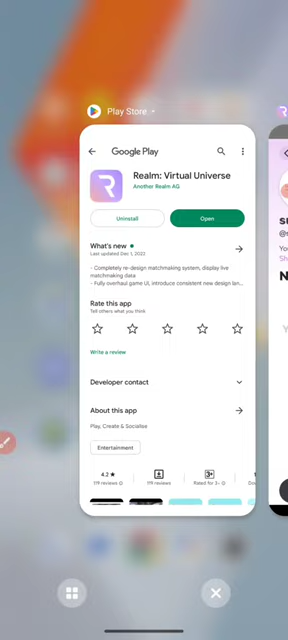 Play Store
Google Play
Realm: Virtual Universe
Another Realm AG
Uninstall
Open
What's new
Last updated Dec 1, 2022
- Completely re-design matchmaking system, display live
matchmaking data
- Fully overhaul game UI, introduce consistent new design lan...
Rate this app
Tell others what you think
Write a review
Developer contact
About this app
Play, Create & Socialise
Entertainment
4.2★
119 reviews
119 reviews
3+
Rated for 3+